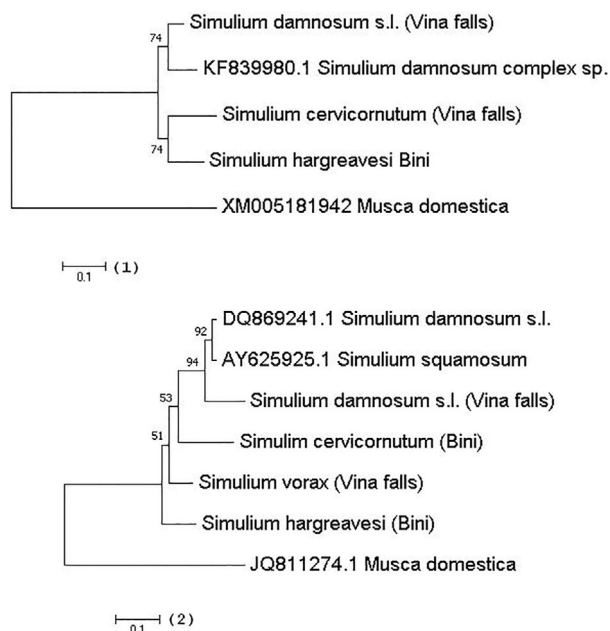 Simulium damnosum s.l. (Vina falls)
74
KF839980.1 Simulium damnosum complex sp.
Simulium cervicornutum (Vina falls)
74
Simulium hargreavesi Bini
XM005181942 Musca domestica
0.1 (1)
DQ869241.1 Simulium damnosum s.l.
92
AY625925.1 Simulium squamosum
94
Simulium damnosum s.l. (Vina falls)
53
Simulim cervicornutum (Bini)
51
Simulium vorax (Vina falls)
Simulium hargreavesi (Bini)
JQ811274.1 Musca domestica
0.1 (2)